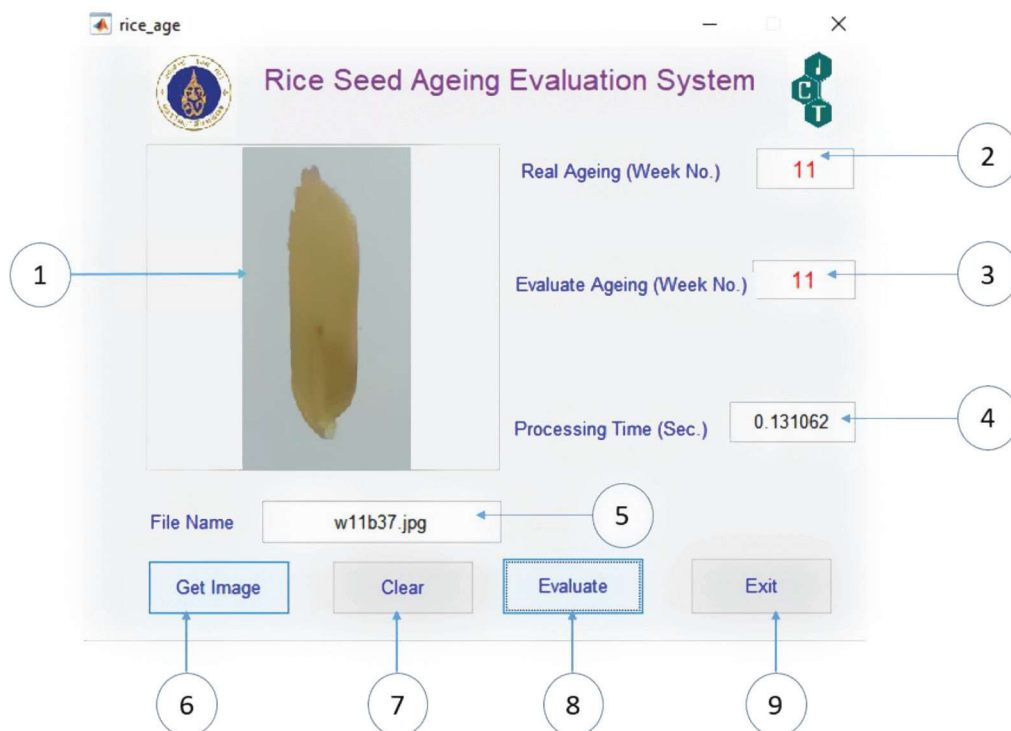 rice_age
Rice Seed Ageing Evaluation System
J
C
T
Real Ageing (Week No.)
11
2
1
Evaluate Ageing (Week No.)
11
3
Processing Time (Sec.)
0.131062
4
File Name
w11b37.jpg
5
Get Image
Clear
Evaluate
Exit
6
7
8
9